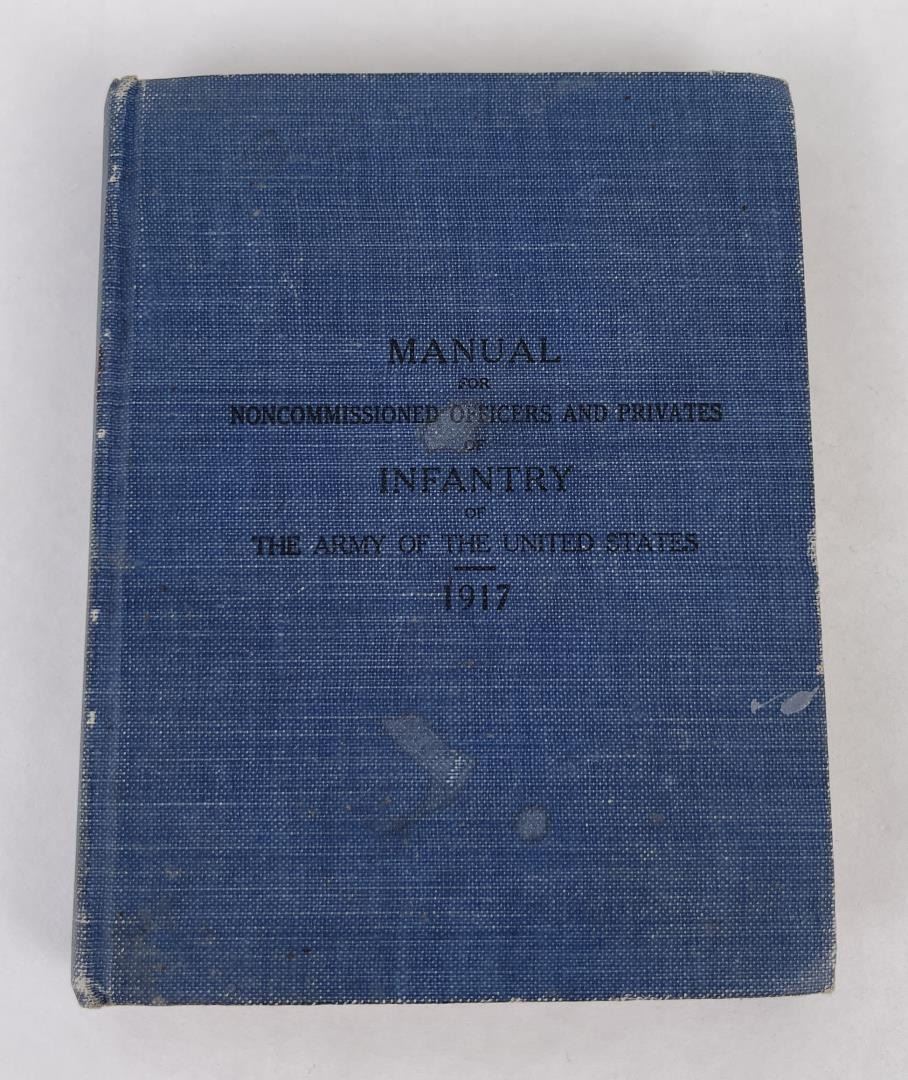 MANUAL
FOR
NONCOMMISSIONED OFFICERS AND PRIVATES
OF
INFANTRY
OF
THE ARMY OF THE UNITED STATES
1917